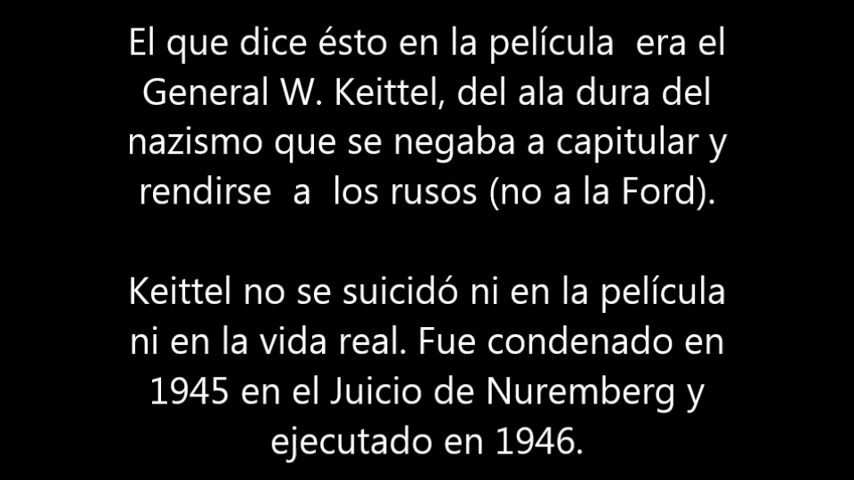 El que dice ésto en la película era el
General W. Keittel, del ala dura del
nazismo que se negaba a capitular y
rendirse a los rusos (no a la Ford).
Keittel no se suicidó ni en la película
ni en la vida real. Fue condenado en
1945 en el Juicio de Nuremberg y
ejecutado en 1946.